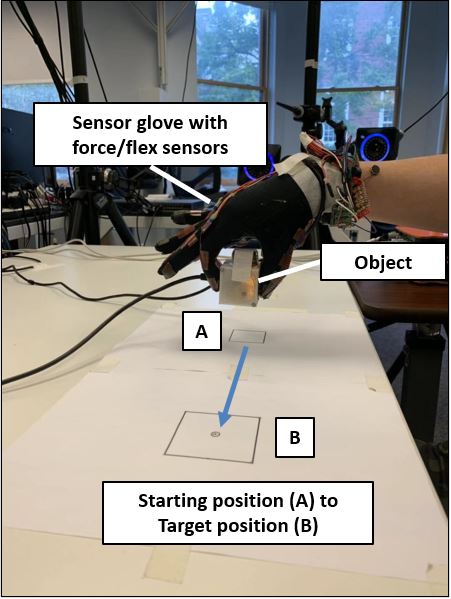 Sensor glove with
force/flex sensors
Object
A
B
Starting position (A) to
Target position (B)